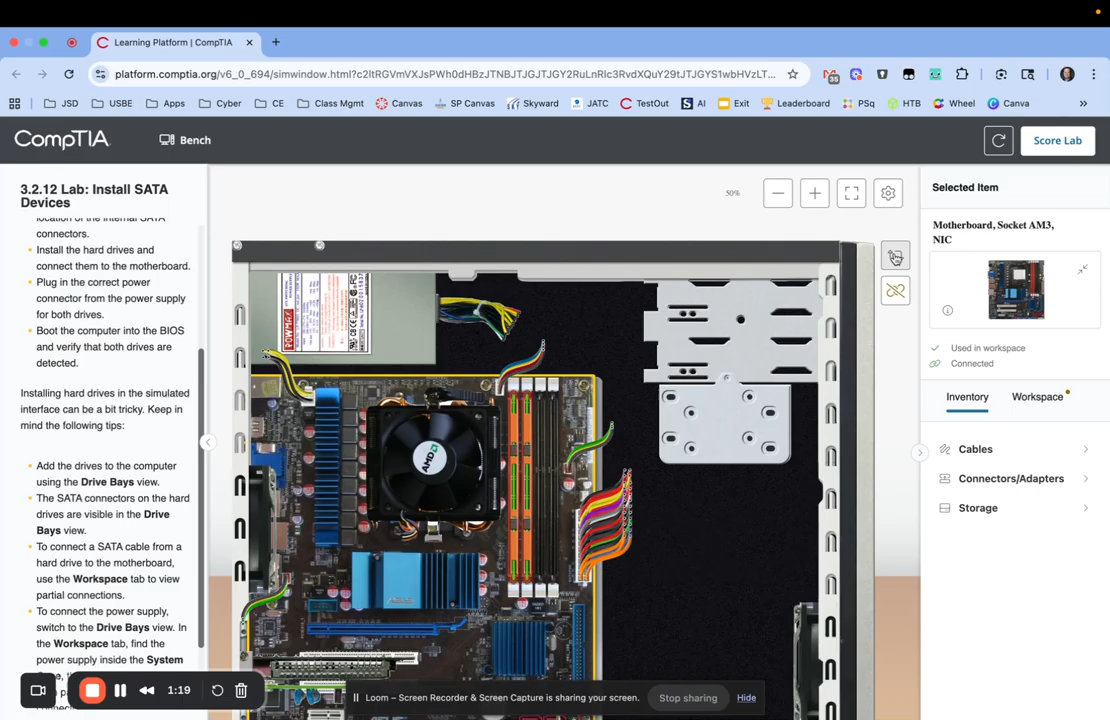 Learning Platform | CompTIA
platform.comptia.org/v6_0_694/simwindow.html?c2ltRGVmVXJsPWh0dHBzJTNBJTJGJTJGY2RuLnRlc3RvdXQuY29tJTJGYS1wbHVzLzT...
35
JSD
USBE
Apps
Cyber
CE
Class Mgmt
Canvas
SP Canvas
Skyward
JATC
TestOut
AI
Exit
Leaderboard
PSq
HTB
Wheel
Canva
CompTIA
Bench
Score Lab
3.2.12 Lab: Install SATA
Devices
location of the internal SATA
connectors.
Install the hard drives and
connect them to the motherboard.
Plug in the correct power
connector from the power supply
for both drives.
Boot the computer into the BIOS
and verify that both drives are
detected.
Installing hard drives in the simulated
interface can be a bit tricky. Keep in
mind the following tips:
Add the drives to the computer
using the Drive Bays view.
The SATA connectors on the hard
drives are visible in the Drive
Bays view.
To connect a SATA cable from a
hard drive to the motherboard,
use the Workspace tab to view
partial connections.
To connect the power supply,
switch to the Drive Bays view. In
the Workspace tab, find the
power supply inside the System
1:19
50%
POWMAX
AMD
Loom – Screen Recorder & Screen Capture is sharing your screen.
Stop sharing
Hide
Selected Item
Motherboard, Socket AM3,
NIC
Used in workspace
Connected
Inventory
Workspace
Cables
Connectors/Adapters
Storage